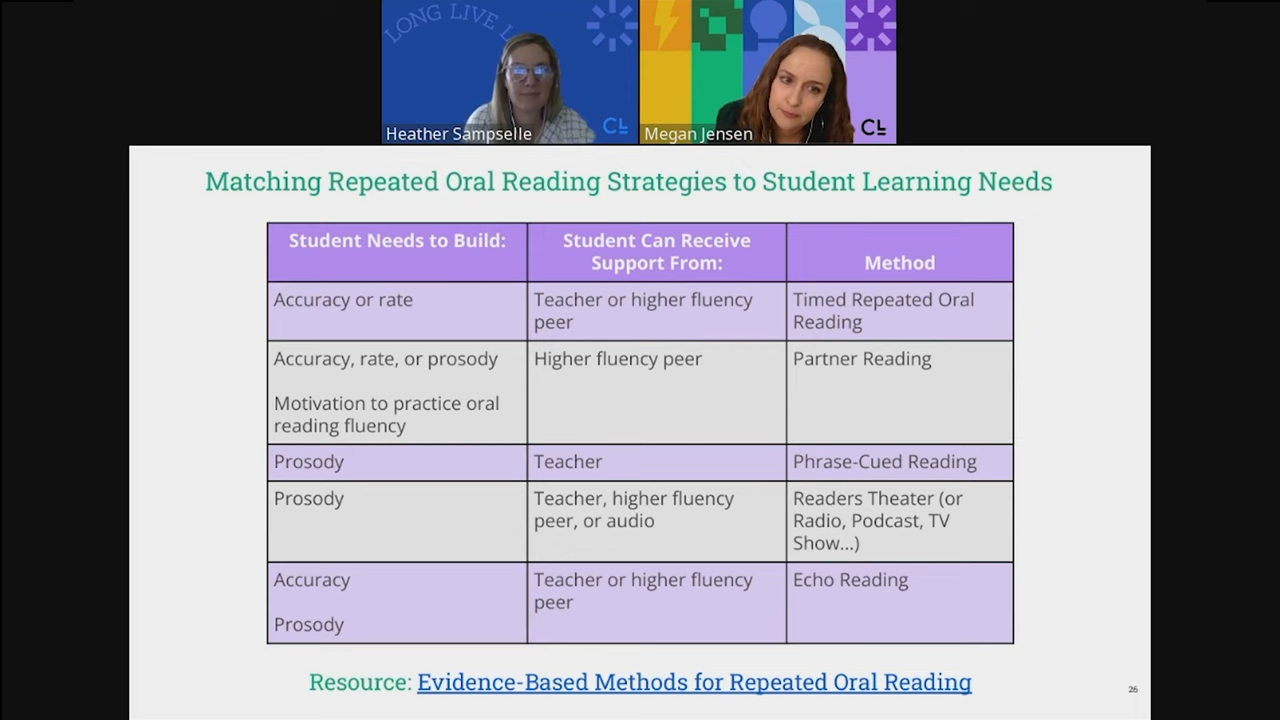 LONG LIVE L
Heather Sampselle
CL
Megan Jensen
CL
Matching Repeated Oral Reading Strategies to Student Learning Needs
Student Needs to Build:
Student Can Receive
Support From:
Method
Accuracy or rate
Teacher or higher fluency
peer
Timed Repeated Oral
Reading
Accuracy, rate, or prosody
Motivation to practice oral
reading fluency
Higher fluency peer
Partner Reading
Prosody
Teacher
Phrase-Cued Reading
Prosody
Teacher, higher fluency
peer, or audio
Readers Theater (or
Radio, Podcast, TV
Show...)
Accuracy
Prosody
Teacher or higher fluency
peer
Echo Reading
Resource: Evidence-Based Methods for Repeated Oral Reading
26